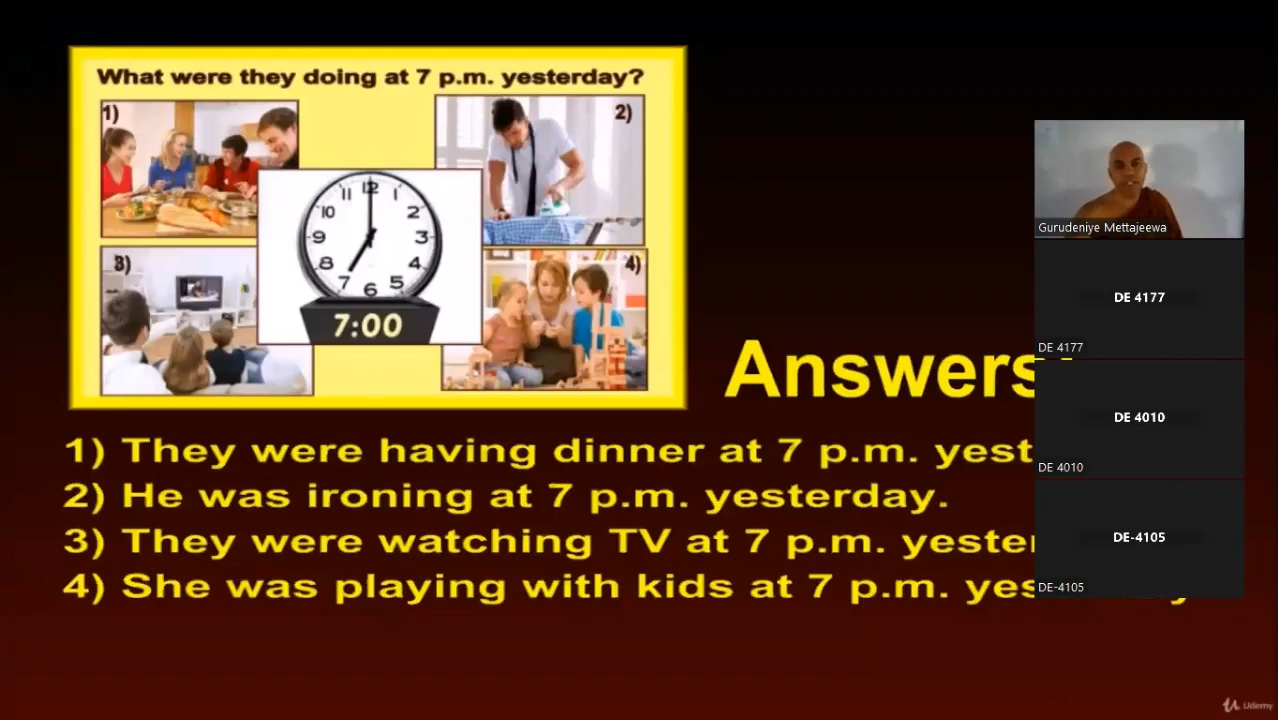 What were they doing at 7 p.m. yesterday?
1)
2)
11 12 1
10 2
9 3
8 4
7 6 5
7:00
3)
4)
Answers
1) They were having dinner at 7 p.m. yest
2) He was ironing at 7 p.m. yesterday.
3) They were watching TV at 7 p.m. yeste
4) She was playing with kids at 7 p.m. yes
Gurudeniye Mettajeewa
DE 4177
DE 4177
DE 4010
DE 4010
DE-4105
DE-4105
Udemy